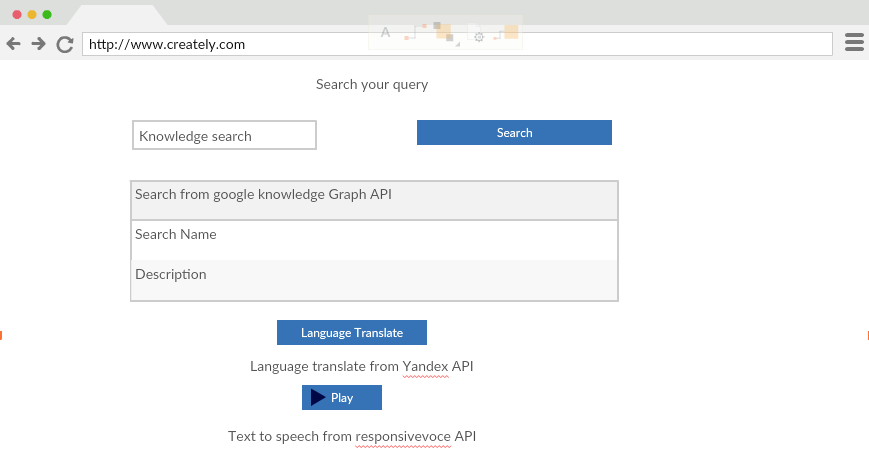 http://www.creately.com
A
Search your query
Knowledge search
Search
Search from google knowledge Graph API
Search Name
Description
Language Translate
Language translate from Yandex API
Play
Text to speech from responsivevoce API